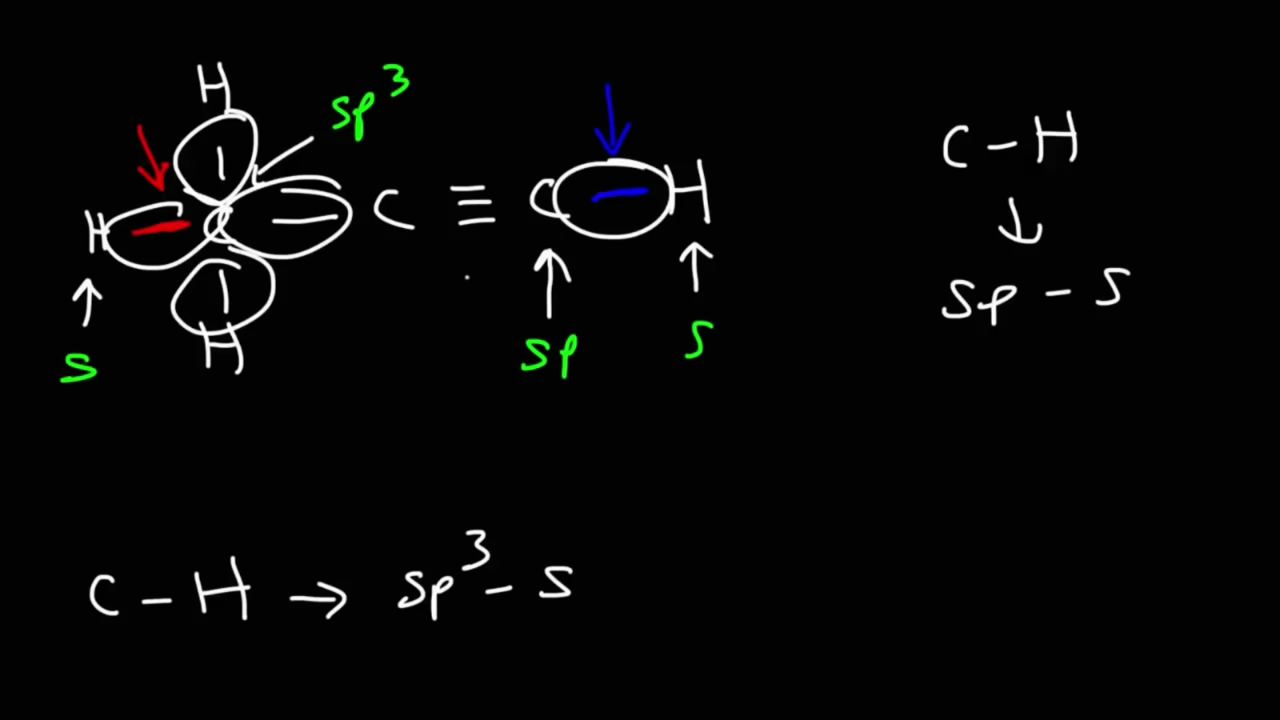 H
sp³
H - C - C ≡ C - H
H
s
sp
s
C - H
↓
sp - s
C - H → sp³ - s